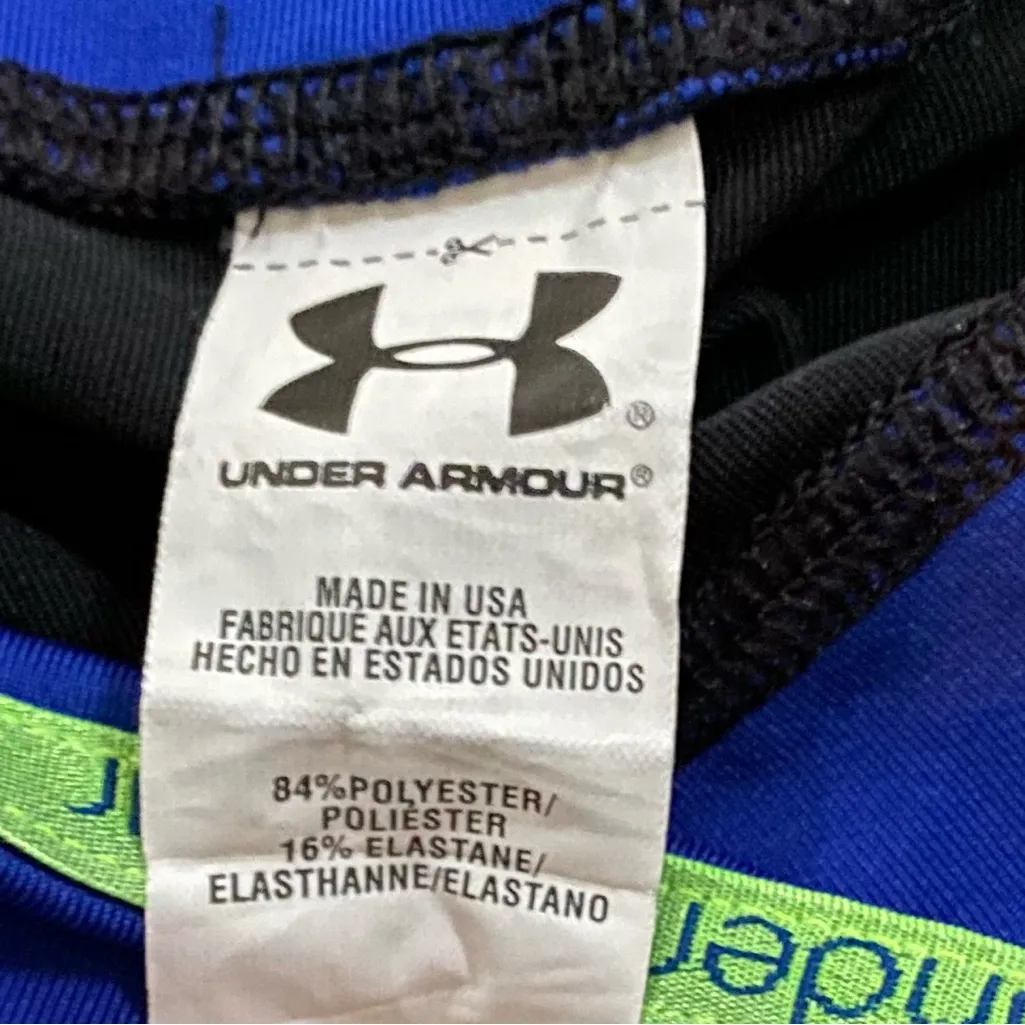 UNDER ARMOUR®
MADE IN USA
FABRIQUÉ AUX ETATS-UNIS
HECHO EN ESTADOS UNIDOS
84%POLYESTER/
POLIÉSTER
16% ELASTANE/
ELASTHANNE/ELASTANO
under